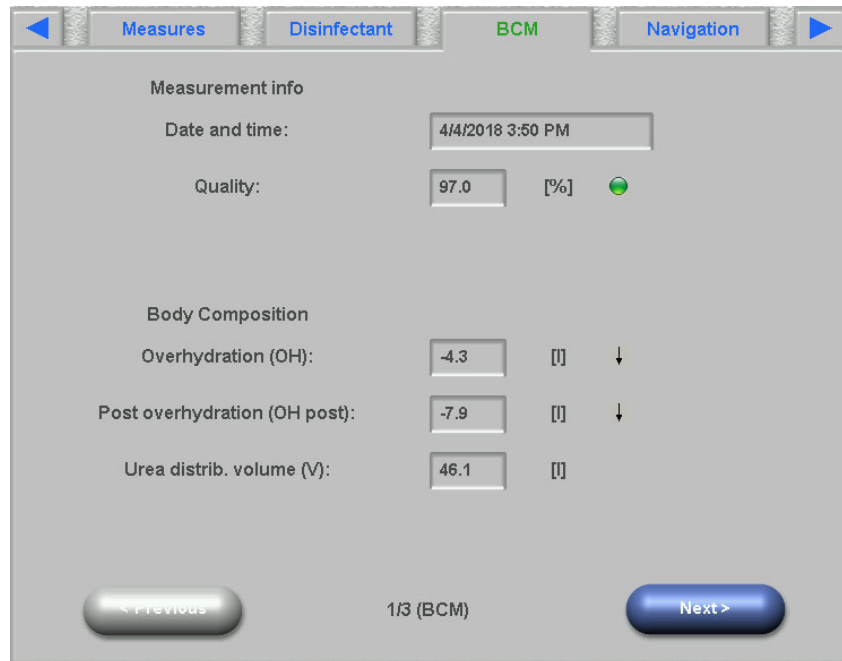 Measures Disinfectant BCM Navigation
Measurement info
Date and time: 4/4/2018 3:50 PM
Quality: 97.0 [%]
Body Composition
Overhydration (OH): -4.3 [l]
Post overhydration (OH post): -7.9 [l]
Urea distrib. volume (V): 46.1 [l]
< Previous 1/3 (BCM) Next >